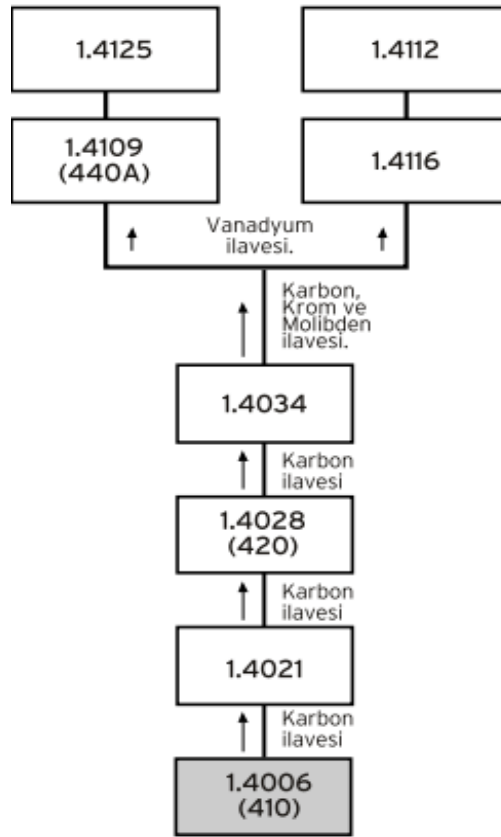 1.4125
1.4112
1.4109
(440A)
1.4116
Vanadyum
ilavesi.
Karbon,
Krom ve
Molibden
ilavesi.
1.4034
Karbon
ilavesi
1.4028
(420)
Karbon
ilavesi
1.4021
Karbon
ilavesi
1.4006
(410)